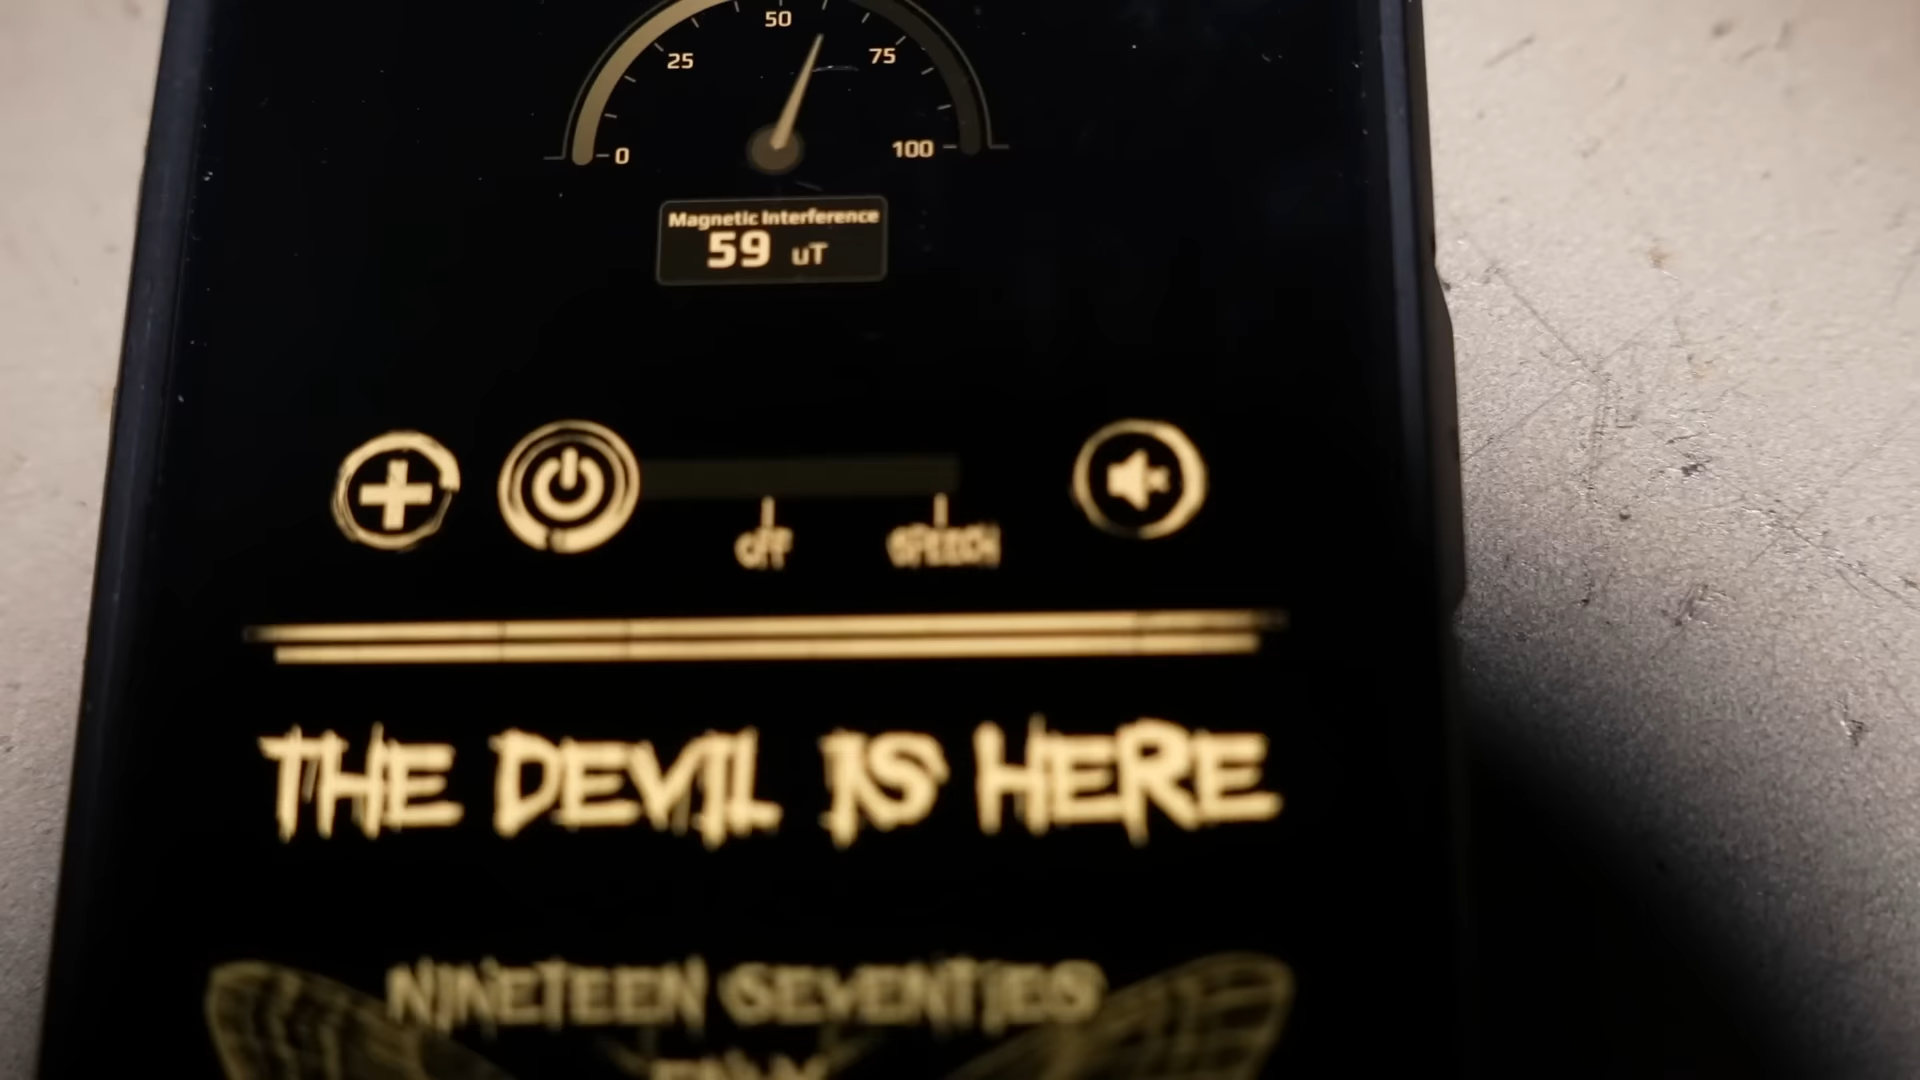 50
25 75
0 100
Magnetic Interference
59 uT
OFF SPEECH
THE DEVIL IS HERE
NINETEEN SEVENTIES